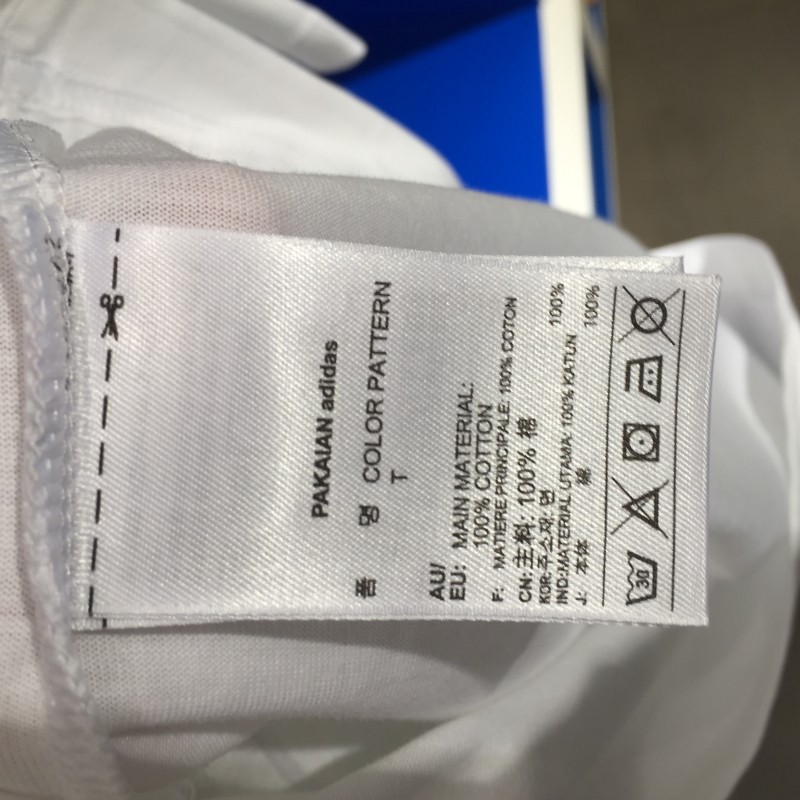 PAKAIAN adidas
품 명 COLOR PATTERN
T
AU/
EU: MAIN MATERIAL:
100% COTTON
F: MATIERE PRINCIPALE: 100% COTON
CN: 主料: 100% 棉
KOR: 주소재: 면 100%
IND: MATERIAL UTAMA: 100% KATUN
J: 本体 綿 100%
30